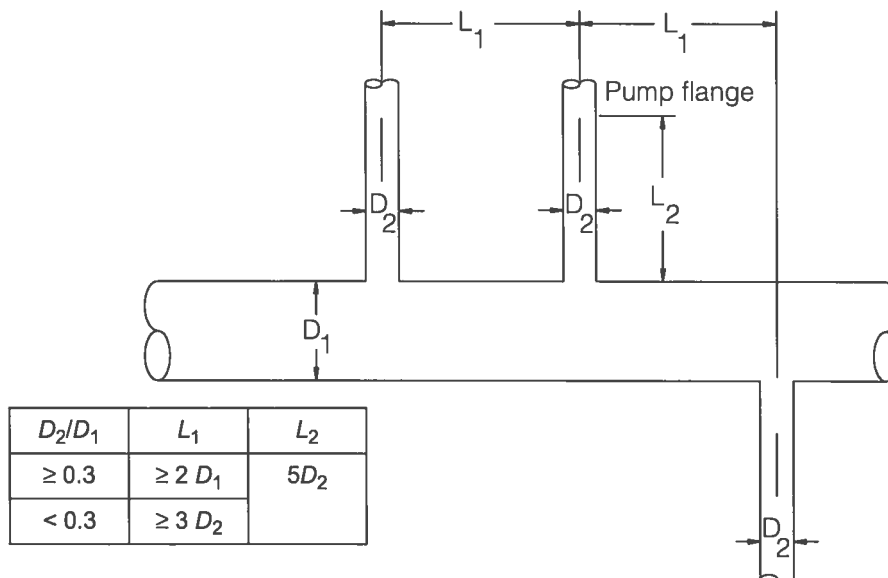 L₁ L₁
Pump flange
D₂ D₂ L₂
D₁
D₂/D₁ L₁ L₂
≥ 0.3 ≥ 2 D₁ 5D₂
< 0.3 ≥ 3 D₂
D₂